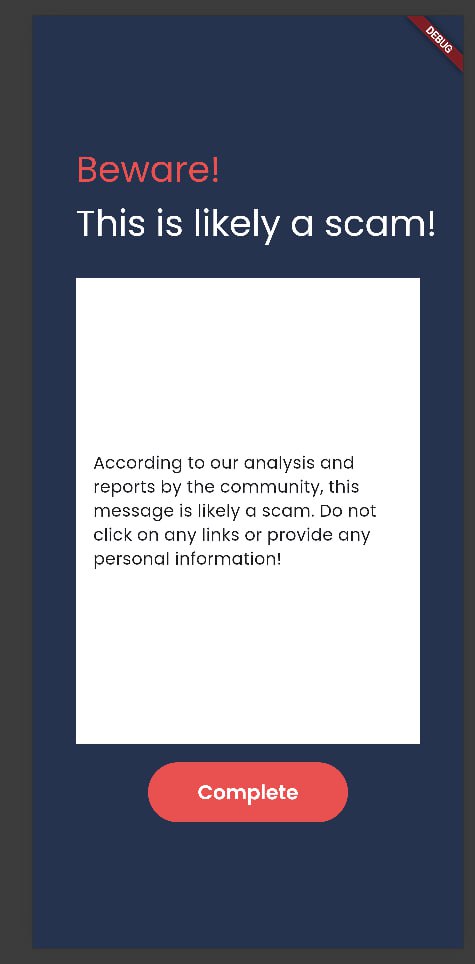 DEBUG
Beware!
This is likely a scam!
According to our analysis and
reports by the community, this
message is likely a scam. Do not
click on any links or provide any
personal information!
Complete